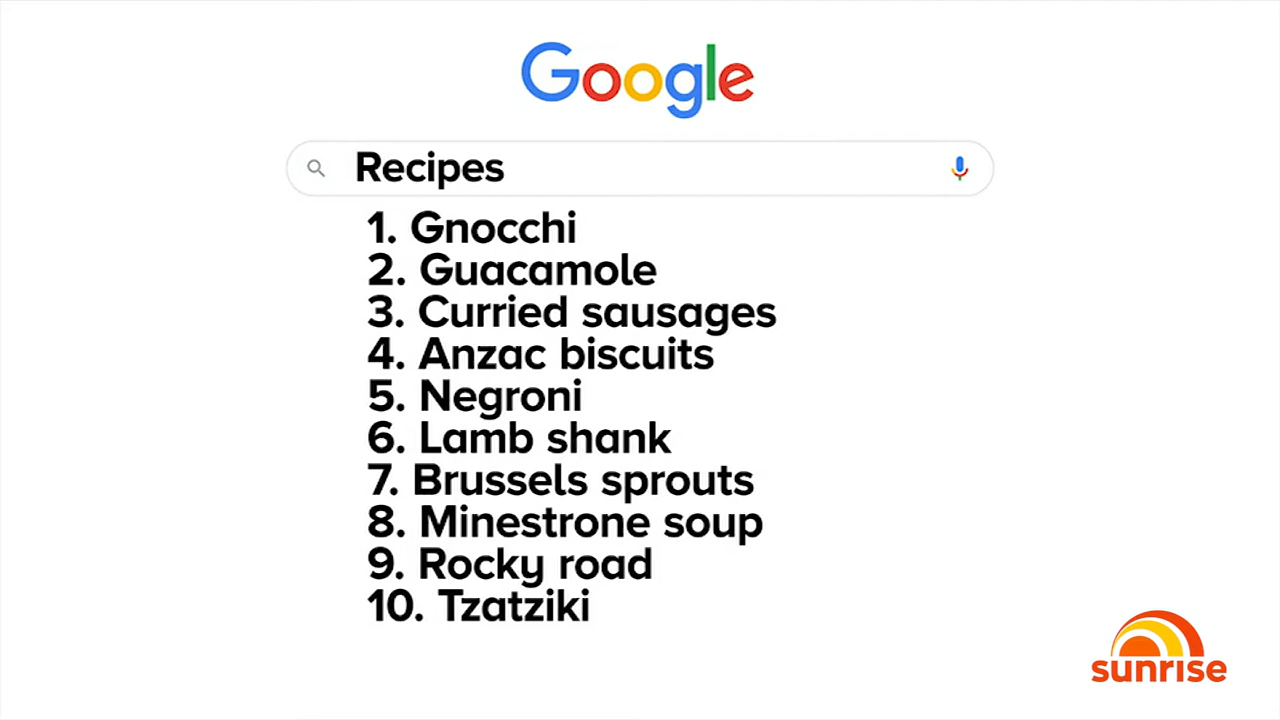 Google
Recipes
1. Gnocchi
2. Guacamole
3. Curried sausages
4. Anzac biscuits
5. Negroni
6. Lamb shank
7. Brussels sprouts
8. Minestrone soup
9. Rocky road
10. Tzatziki
sunrise